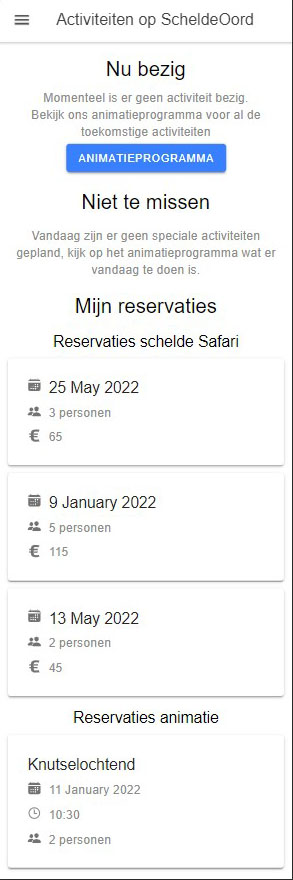 Activiteiten op ScheldeOord
Nu bezig
Momenteel is er geen activiteit bezig.
Bekijk ons animatieprogramma voor al de
toekomstige activiteiten
ANIMATIEPROGRAMMA
Niet te missen
Vandaag zijn er geen speciale activiteiten
gepland, kijk op het animatieprogramma wat er
vandaag te doen is.
Mijn reservaties
Reservaties schelde Safari
25 May 2022
3 personen
€ 65
9 January 2022
5 personen
€ 115
13 May 2022
2 personen
€ 45
Reservaties animatie
Knutselochtend
11 January 2022
10:30
2 personen